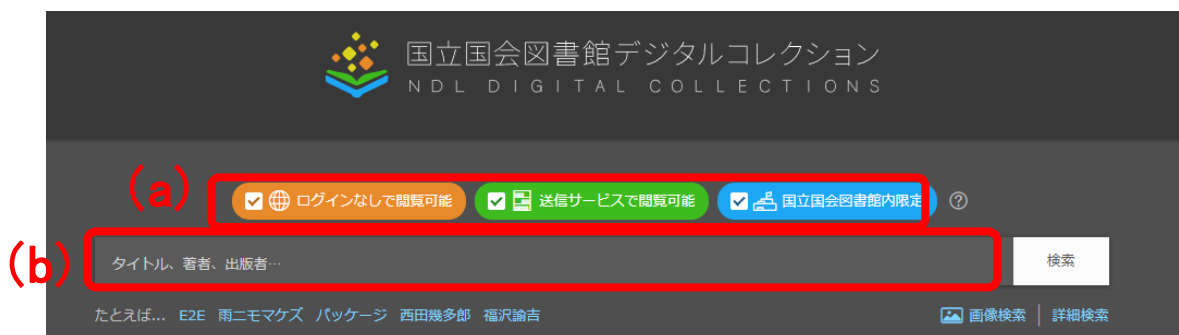 国立国会図書館デジタルコレクション
NDL DIGITAL COLLECTIONS
(a) ログインなしで閲覧可能 送信サービスで閲覧可能 国立国会図書館内限定 ?
(b) タイトル、著者、出版者… 検索
たとえば... E2E 雨ニモマケズ パッケージ 西田幾多郎 福沢諭吉 画像検索 | 詳細検索